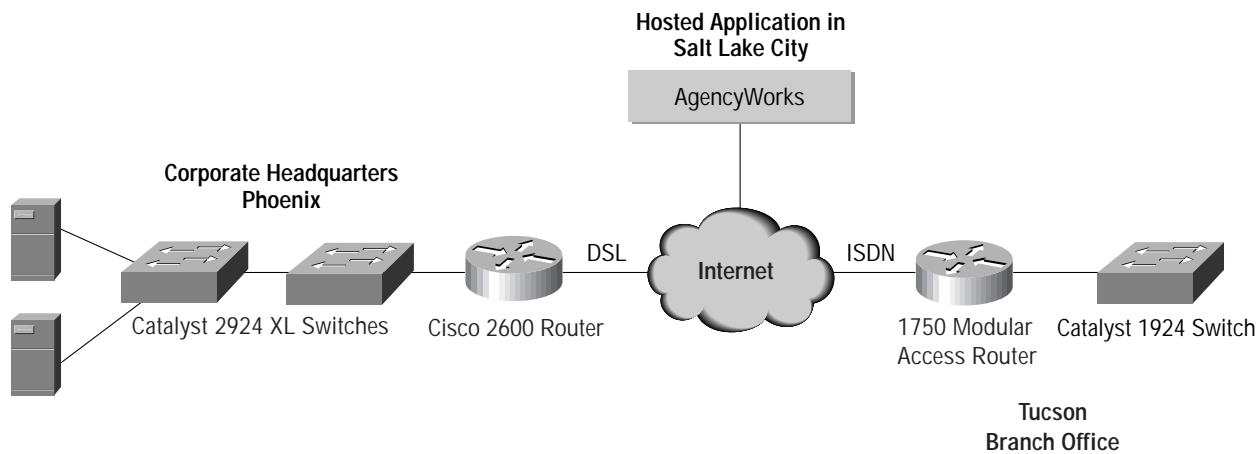 Hosted Application in
Salt Lake City
AgencyWorks
Corporate Headquarters
Phoenix
DSL
Internet
ISDN
Catalyst 2924 XL Switches
Cisco 2600 Router
1750 Modular
Access Router
Catalyst 1924 Switch
Tucson
Branch Office